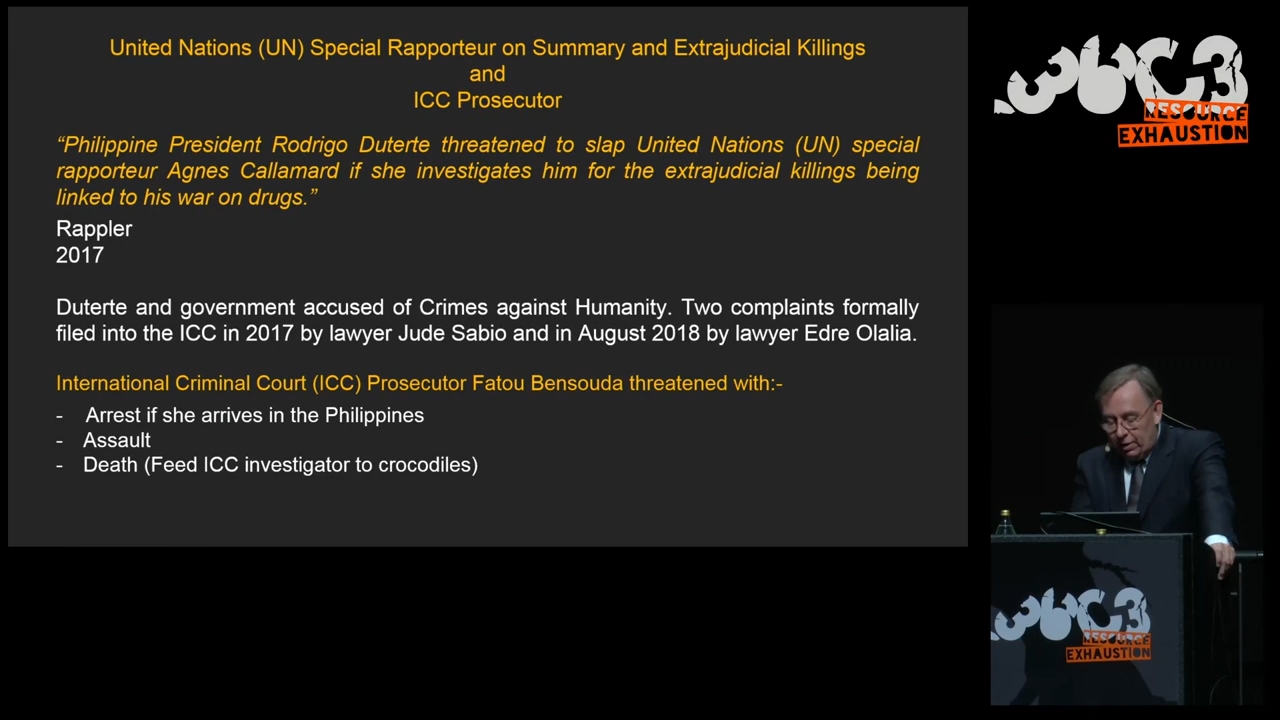 United Nations (UN) Special Rapporteur on Summary and Extrajudicial Killings
and
ICC Prosecutor
“Philippine President Rodrigo Duterte threatened to slap United Nations (UN) special
rapporteur Agnes Callamard if she investigates him for the extrajudicial killings being
linked to his war on drugs.”
Rappler
2017
Duterte and government accused of Crimes against Humanity. Two complaints formally
filed into the ICC in 2017 by lawyer Jude Sabio and in August 2018 by lawyer Edre Olalia.
International Criminal Court (ICC) Prosecutor Fatou Bensouda threatened with:-
- Arrest if she arrives in the Philippines
- Assault
- Death (Feed ICC investigator to crocodiles)
36C3
RESOURCE
EXHAUSTION
36C3
RESOURCE
EXHAUSTION